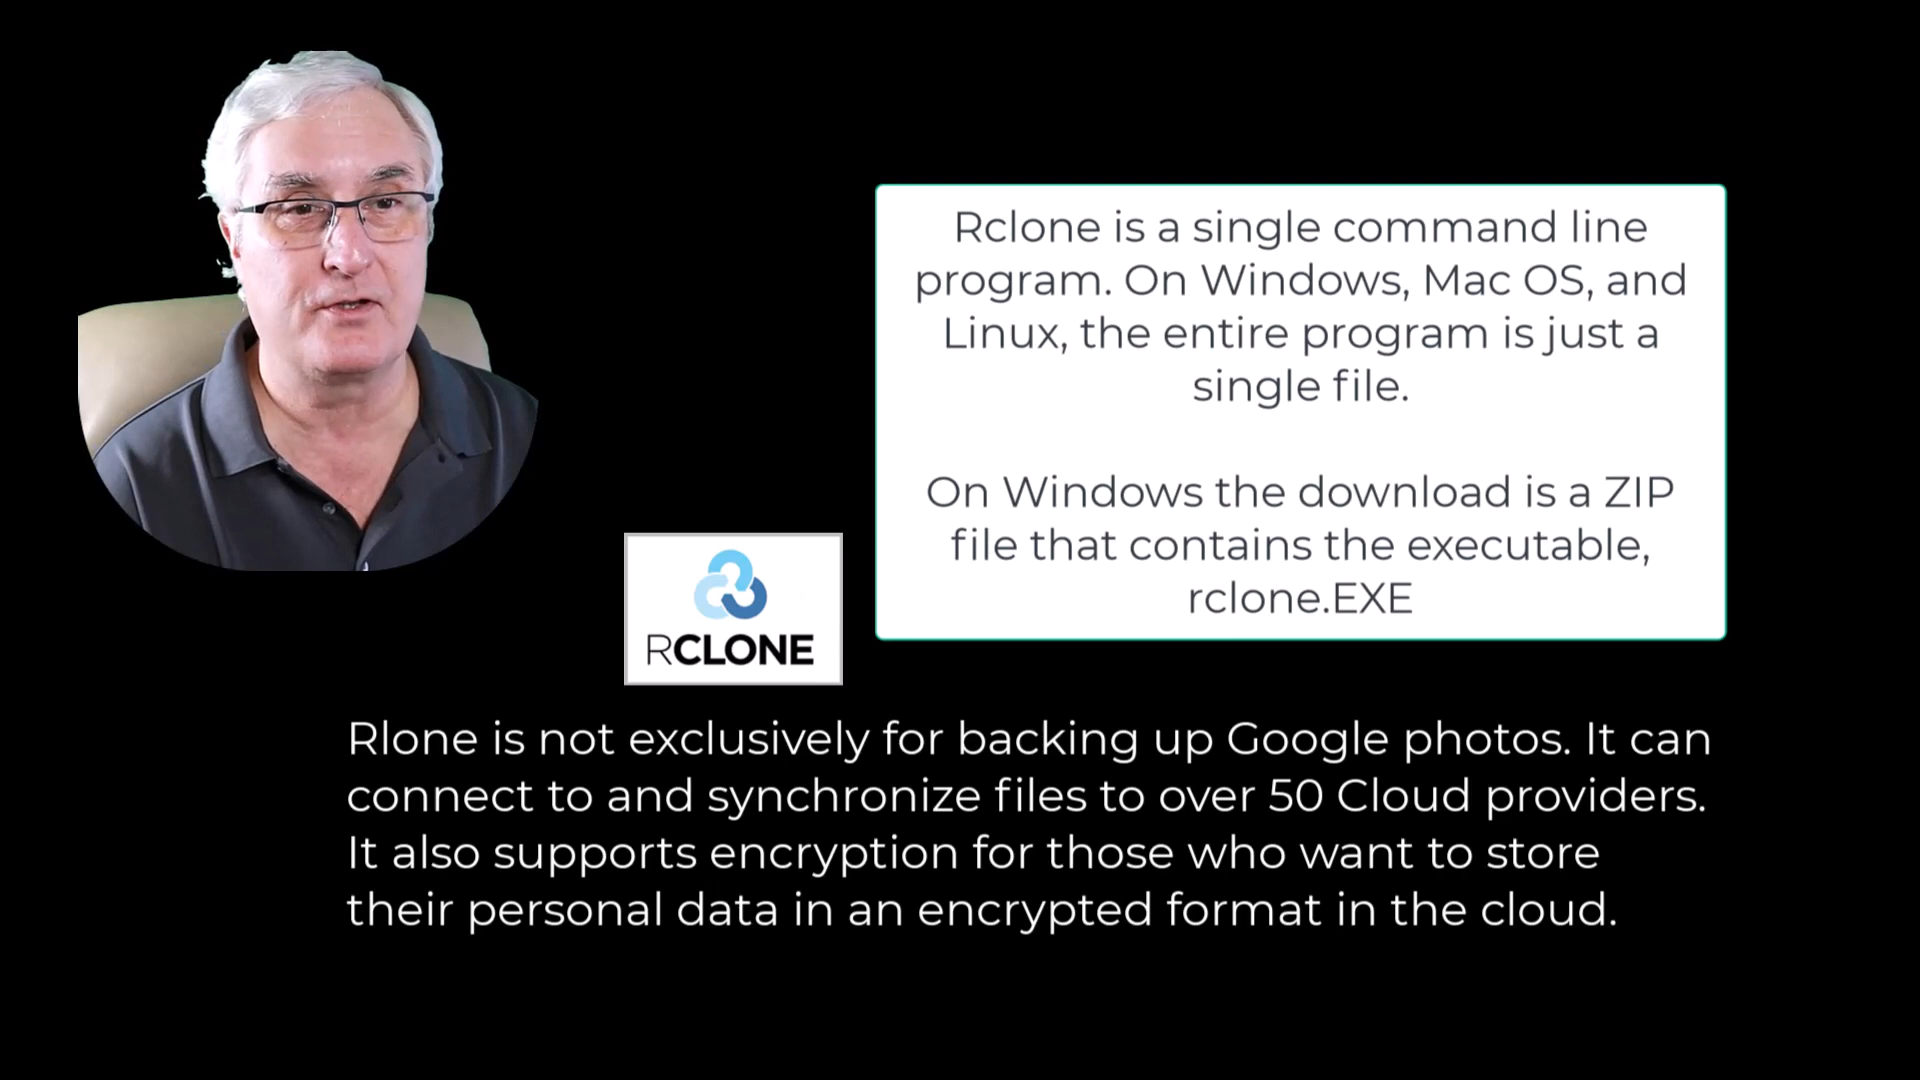 Rclone is a single command line
program. On Windows, Mac OS, and
Linux, the entire program is just a
single file.
On Windows the download is a ZIP
file that contains the executable,
rclone.EXE
RCLONE
Rlone is not exclusively for backing up Google photos. It can
connect to and synchronize files to over 50 Cloud providers.
It also supports encryption for those who want to store
their personal data in an encrypted format in the cloud.